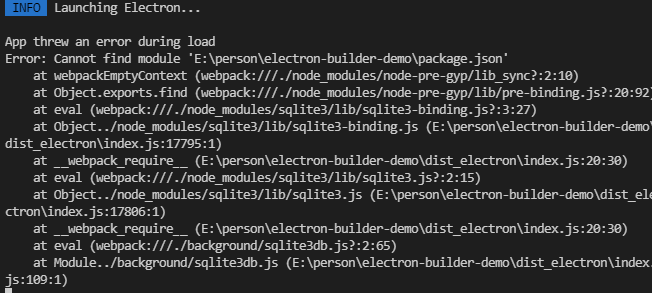 INFO Launching Electron...
App threw an error during load
Error: Cannot find module 'E:\person\electron-builder-demo\package.json'
at webpackEmptyContext (webpack:///./node_modules/node-pre-gyp/lib_sync?:2:10)
at Object.exports.find (webpack:///./node_modules/node-pre-gyp/lib/pre-binding.js?:20:92)
at eval (webpack:///./node_modules/sqlite3/lib/sqlite3-binding.js?:3:27)
at Object../node_modules/sqlite3/lib/sqlite3-binding.js (E:\person\electron-builder-demo\
dist_electron\index.js:17795:1)
at __webpack_require__ (E:\person\electron-builder-demo\dist_electron\index.js:20:30)
at eval (webpack:///./node_modules/sqlite3/lib/sqlite3.js?:2:15)
at Object../node_modules/sqlite3/lib/sqlite3.js (E:\person\electron-builder-demo\dist_ele
ctron\index.js:17806:1)
at __webpack_require__ (E:\person\electron-builder-demo\dist_electron\index.js:20:30)
at eval (webpack:///./background/sqlite3db.js?:2:65)
at Module../background/sqlite3db.js (E:\person\electron-builder-demo\dist_electron\index.
js:109:1)